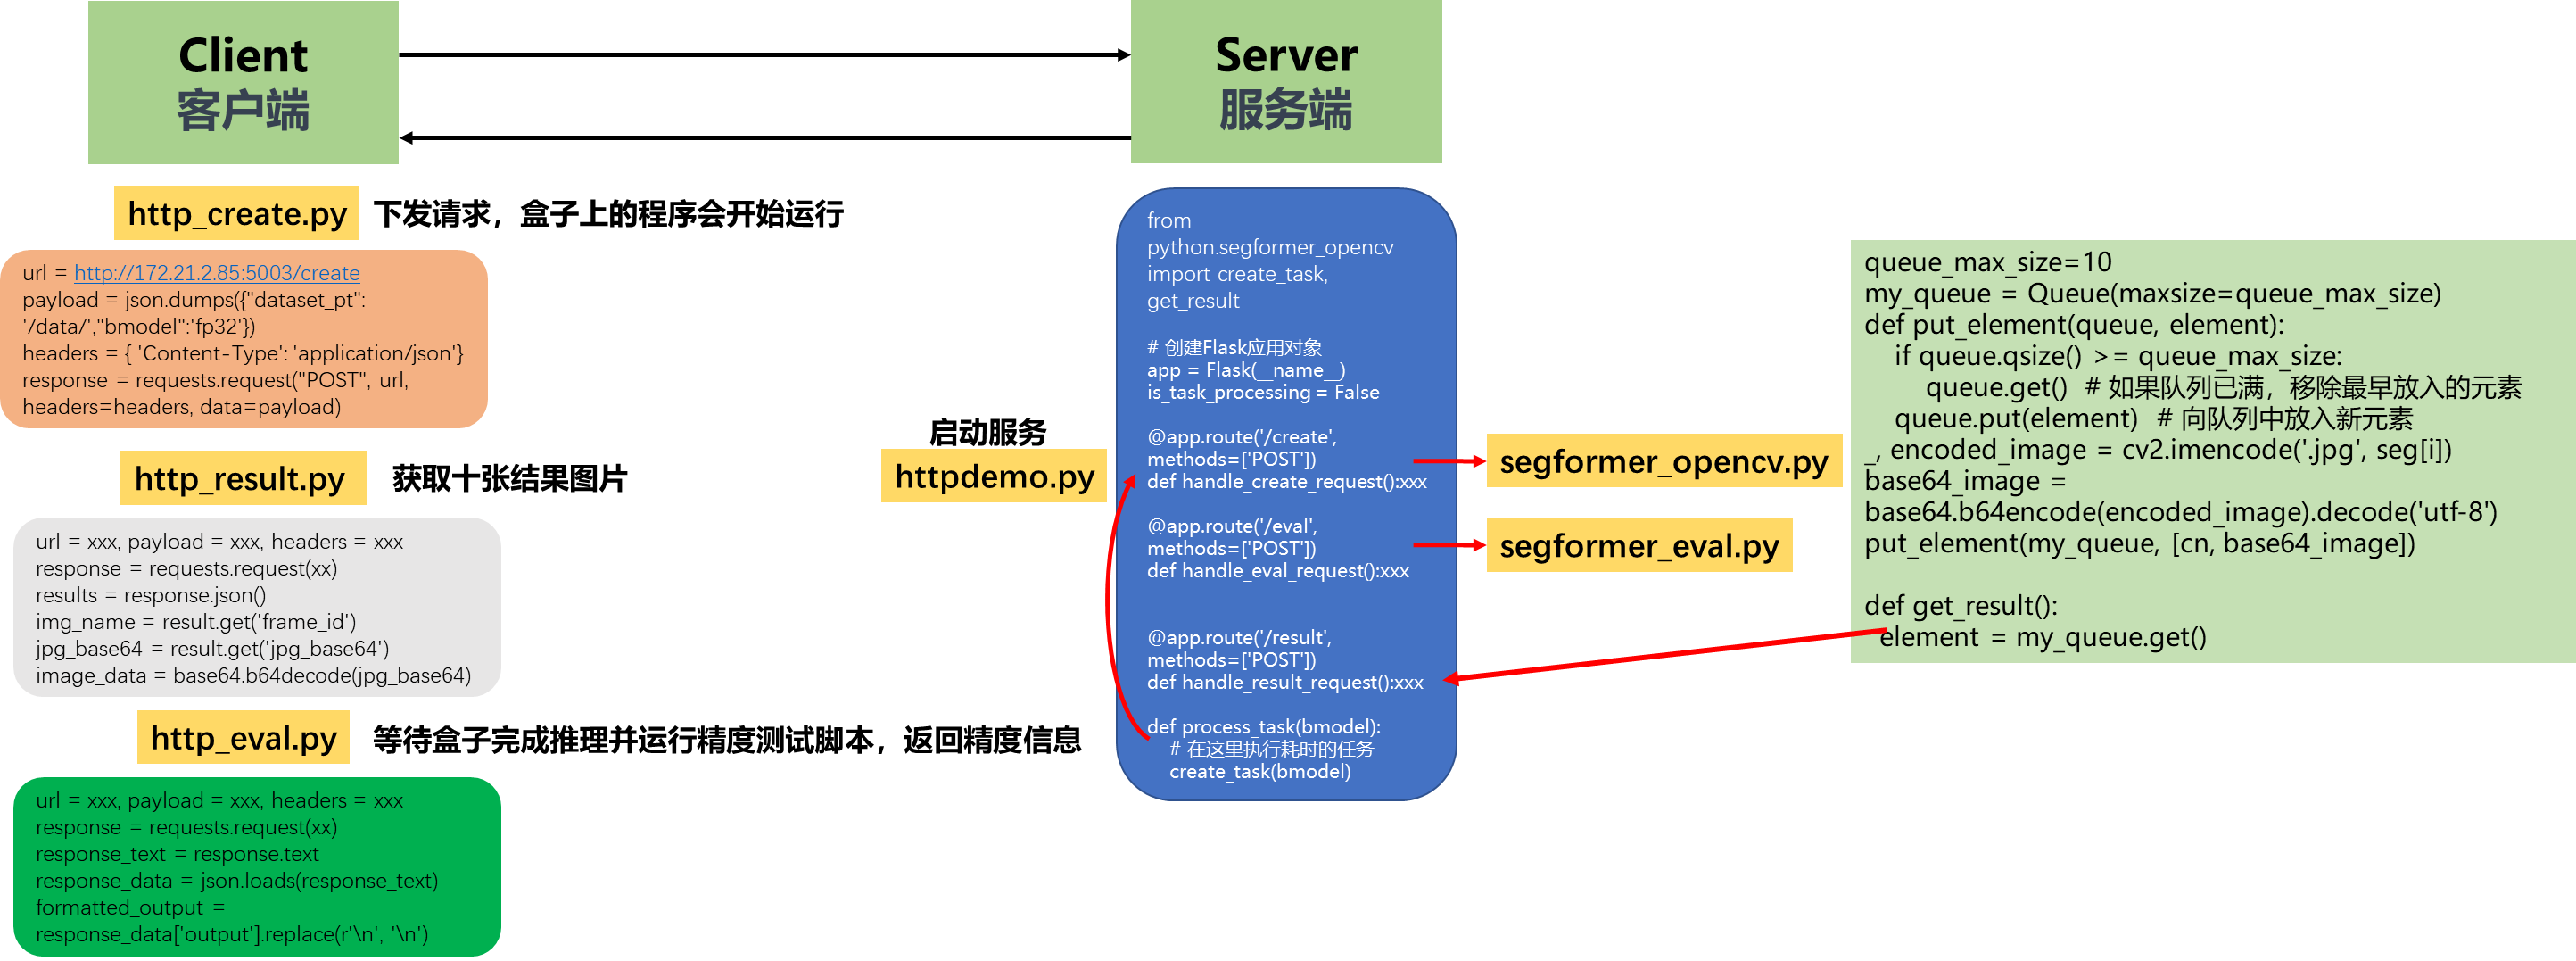 Client
客户端
Server
服务端
http_create.py
下发请求，盒子上的程序会开始运行
url = http://172.21.2.85:5003/create
payload = json.dumps({"dataset_pt":
'/data/',"bmodel":'fp32'})
headers = { 'Content-Type': 'application/json'}
response = requests.request("POST", url,
headers=headers, data=payload)
http_result.py
获取十张结果图片
url = xxx, payload = xxx, headers = xxx
response = requests.request(xx)
results = response.json()
img_name = result.get('frame_id')
jpg_base64 = result.get('jpg_base64')
image_data = base64.b64decode(jpg_base64)
http_eval.py
等待盒子完成推理并运行精度测试脚本，返回精度信息
url = xxx, payload = xxx, headers = xxx
response = requests.request(xx)
response_text = response.text
response_data = json.loads(response_text)
formatted_output =
response_data['output'].replace(r'\n', '\n')
启动服务
httpdemo.py
from
python.segformer_opencv
import create_task,
get_result
# 创建Flask应用对象
app = Flask(__name__)
is_task_processing = False
@app.route('/create',
methods=['POST'])
def handle_create_request():xxx
@app.route('/eval',
methods=['POST'])
def handle_eval_request():xxx
@app.route('/result',
methods=['POST'])
def handle_result_request():xxx
def process_task(bmodel):
# 在这里执行耗时的任务
create_task(bmodel)
segformer_opencv.py
segformer_eval.py
queue_max_size=10
my_queue = Queue(maxsize=queue_max_size)
def put_element(queue, element):
if queue.qsize() >= queue_max_size:
queue.get()  # 如果队列已满，移除最早放入的元素
queue.put(element)  # 向队列中放入新元素
_, encoded_image = cv2.imencode('.jpg', seg[i])
base64_image =
base64.b64encode(encoded_image).decode('utf-8')
put_element(my_queue, [cn, base64_image])
def get_result():
element = my_queue.get()